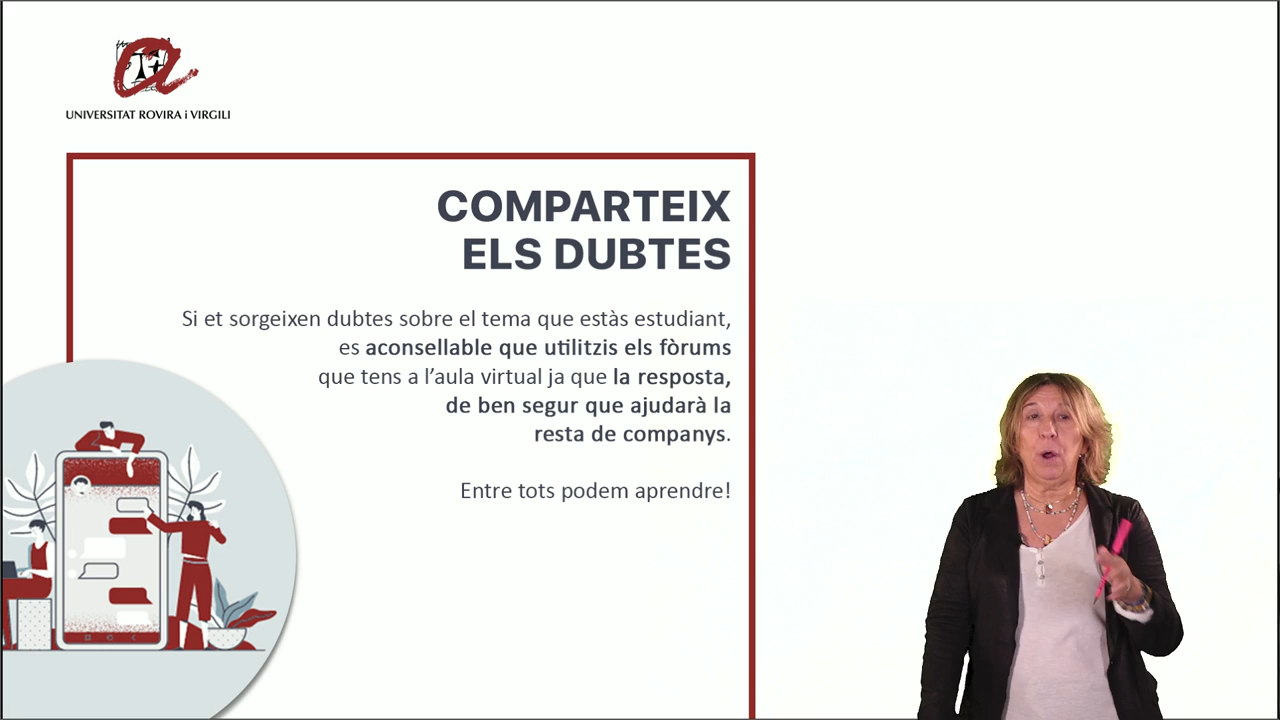 UNIVERSITAT ROVIRA i VIRGILI
COMPARTEIX
ELS DUBTES
Si et sorgeixen dubtes sobre el tema que estàs estudiant,
es aconsellable que utilitzis els fòrums
que tens a l’aula virtual ja que la resposta,
de ben segur que ajudarà la
resta de companys.
Entre tots podem aprendre!